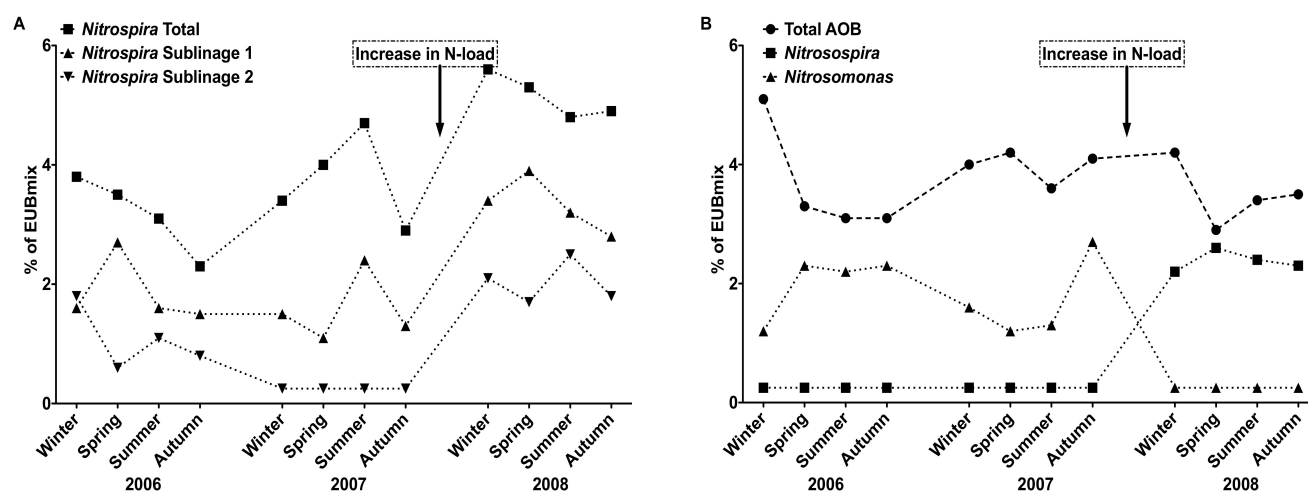 A
Nitrospira Total
Nitrospira Sublinage 1
Nitrospira Sublinage 2
Increase in N-load
% of EUBmix
6
4
2
0
Winter
Spring
Summer
Autumn
Winter
Spring
Summer
Autumn
Winter
Spring
Summer
Autumn
2006
2007
2008
B
Total AOB
Nitrosospira
Nitrosomonas
Increase in N-load
% of EUBmix
6
4
2
0
Winter
Spring
Summer
Autumn
Winter
Spring
Summer
Autumn
Winter
Spring
Summer
Autumn
2006
2007
2008